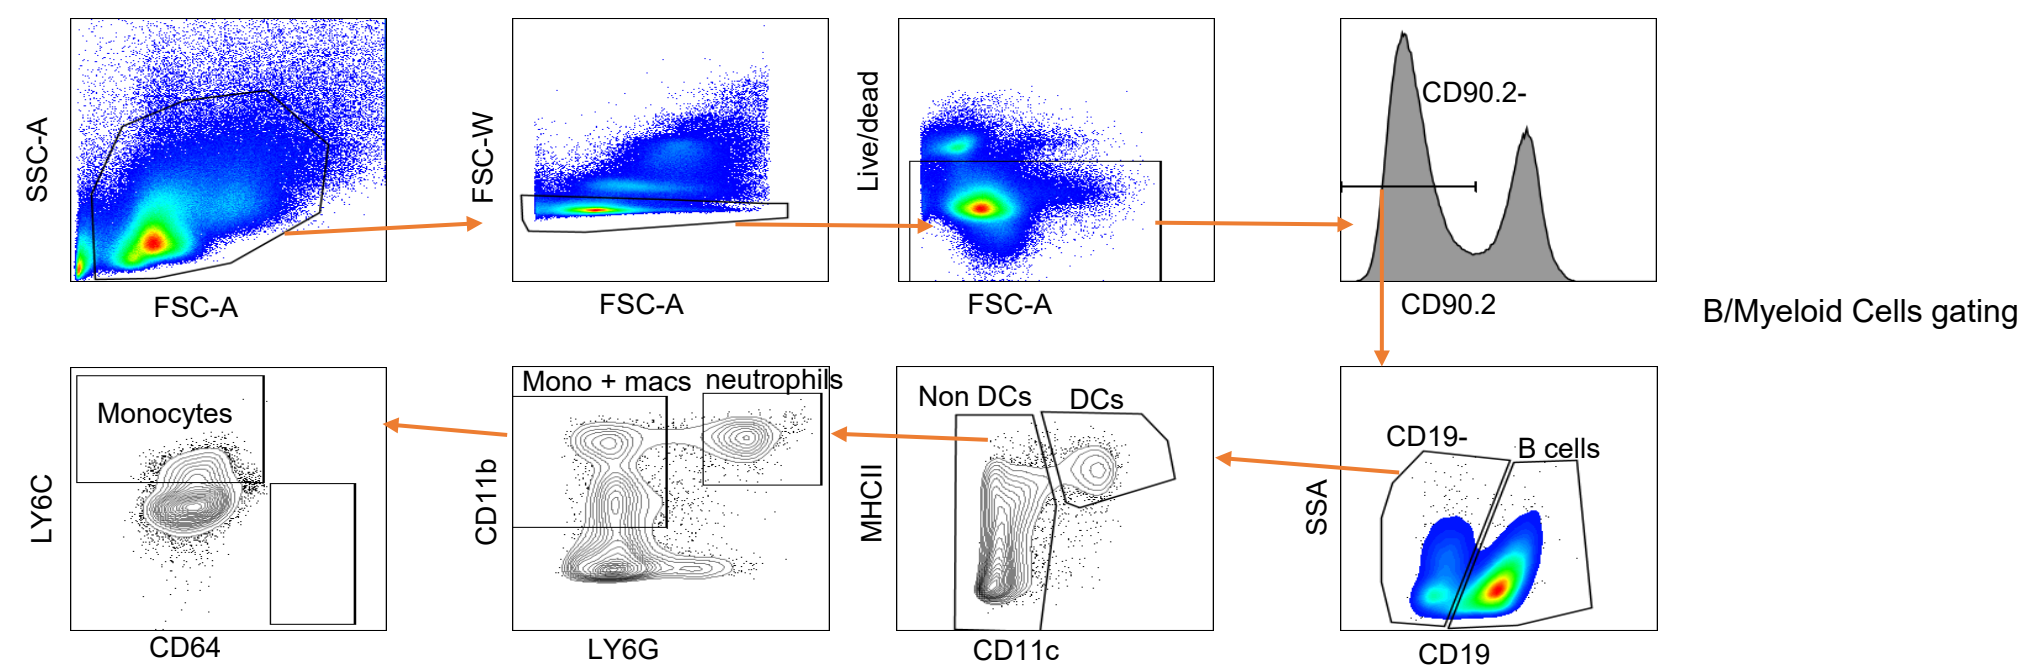 SSC-A
FSC-A
FSC-W
FSC-A
Live/dead
FSC-A
CD90.2-
CD90.2
B/Myeloid Cells gating
Monocytes
LY6C
CD64
Mono + macs
neutrophils
CD11b
LY6G
Non DCs
DCs
MHCII
CD11c
CD19-
B cells
SSA
CD19